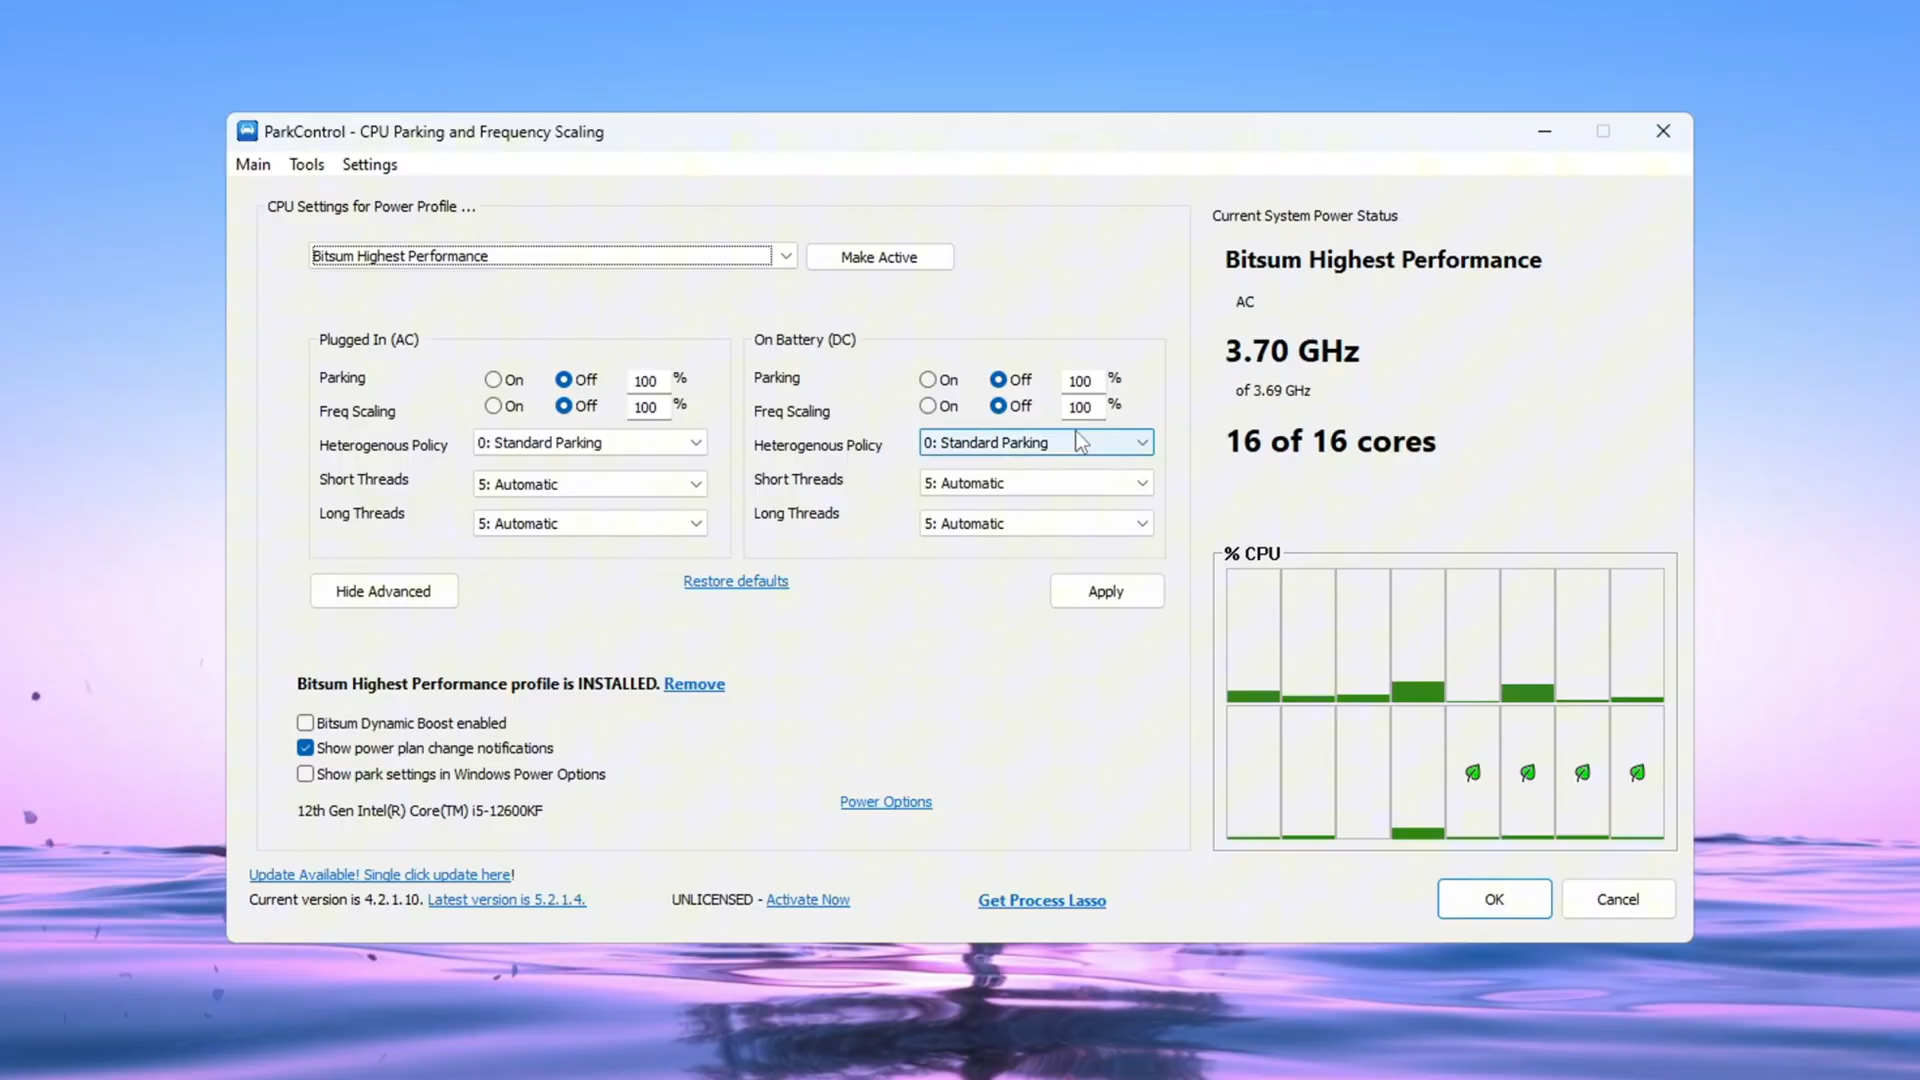 ParkControl - CPU Parking and Frequency Scaling
Main Tools Settings
CPU Settings for Power Profile ...
Bitsum Highest Performance
Make Active
Plugged In (AC)
Parking On Off 100 %
Freq Scaling On Off 100 %
Heterogenous Policy 0: Standard Parking
Short Threads 5: Automatic
Long Threads 5: Automatic
On Battery (DC)
Parking On Off 100 %
Freq Scaling On Off 100 %
Heterogenous Policy 0: Standard Parking
Short Threads 5: Automatic
Long Threads 5: Automatic
Hide Advanced
Restore defaults
Apply
Bitsum Highest Performance profile is INSTALLED. Remove
Bitsum Dynamic Boost enabled
Show power plan change notifications
Show park settings in Windows Power Options
12th Gen Intel(R) Core(TM) i5-12600KF
Power Options
Current System Power Status
Bitsum Highest Performance
AC
3.70 GHz
of 3.69 GHz
16 of 16 cores
% CPU
Update Available! Single click update here!
Current version is 4.2.1.10. Latest version is 5.2.1.4.
UNLICENSED - Activate Now
Get Process Lasso
OK
Cancel